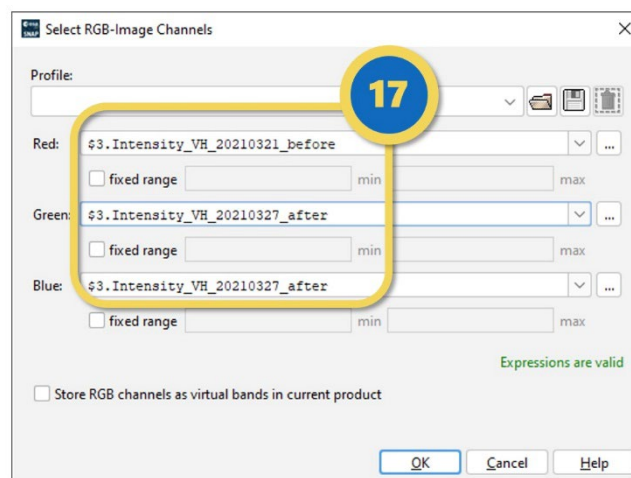 esa
SNAP
Select RGB-Image Channels
17
Profile:
Red: $3.Intensity_VH_20210321_before ...
fixed range min max
Green: $3.Intensity_VH_20210327_after ...
fixed range min max
Blue: $3.Intensity_VH_20210327_after ...
fixed range min max
Expressions are valid
Store RGB channels as virtual bands in current product
OK Cancel Help